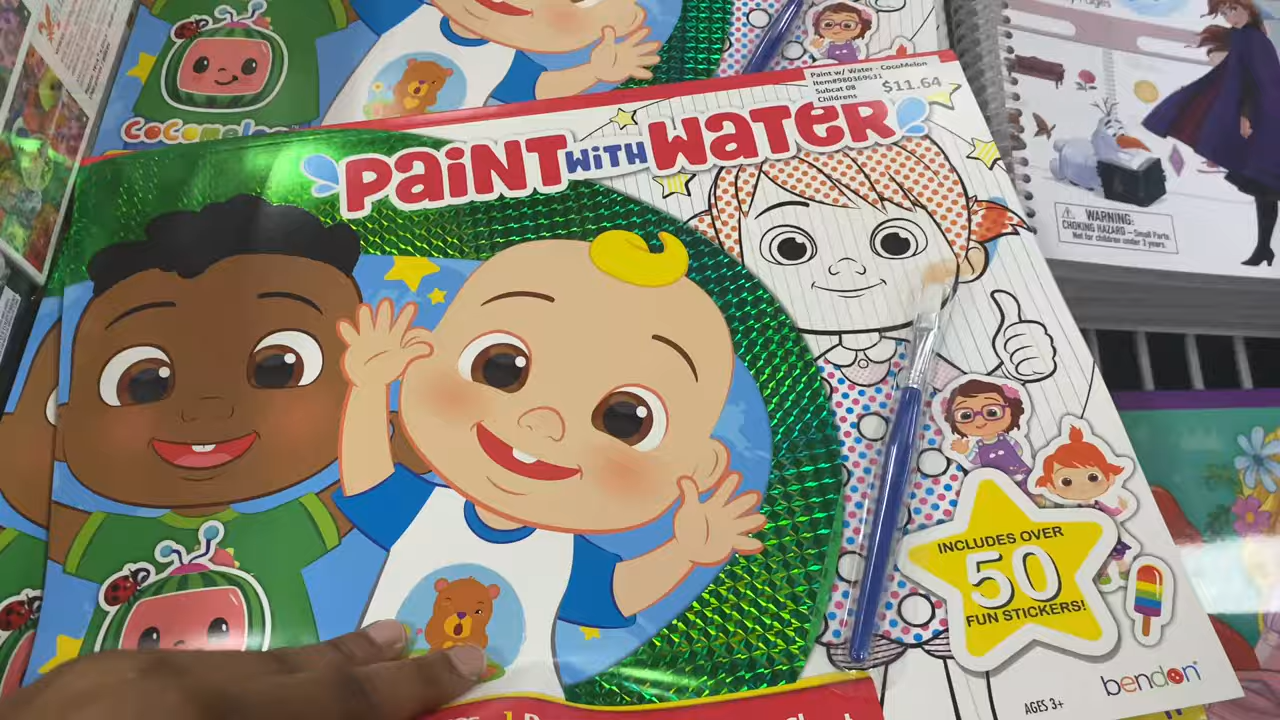 CoComelon
Paint w/ Water - CocoMelon
Item#980369631
Subcat 08
Childrens
$11.64
PAiNT WiTH WATeR
WARNING:
CHOKING HAZARD – Small Parts
Not for children under 3 years.
INCLUDES OVER
50
FUN STICKERS!
bendon
AGES 3+